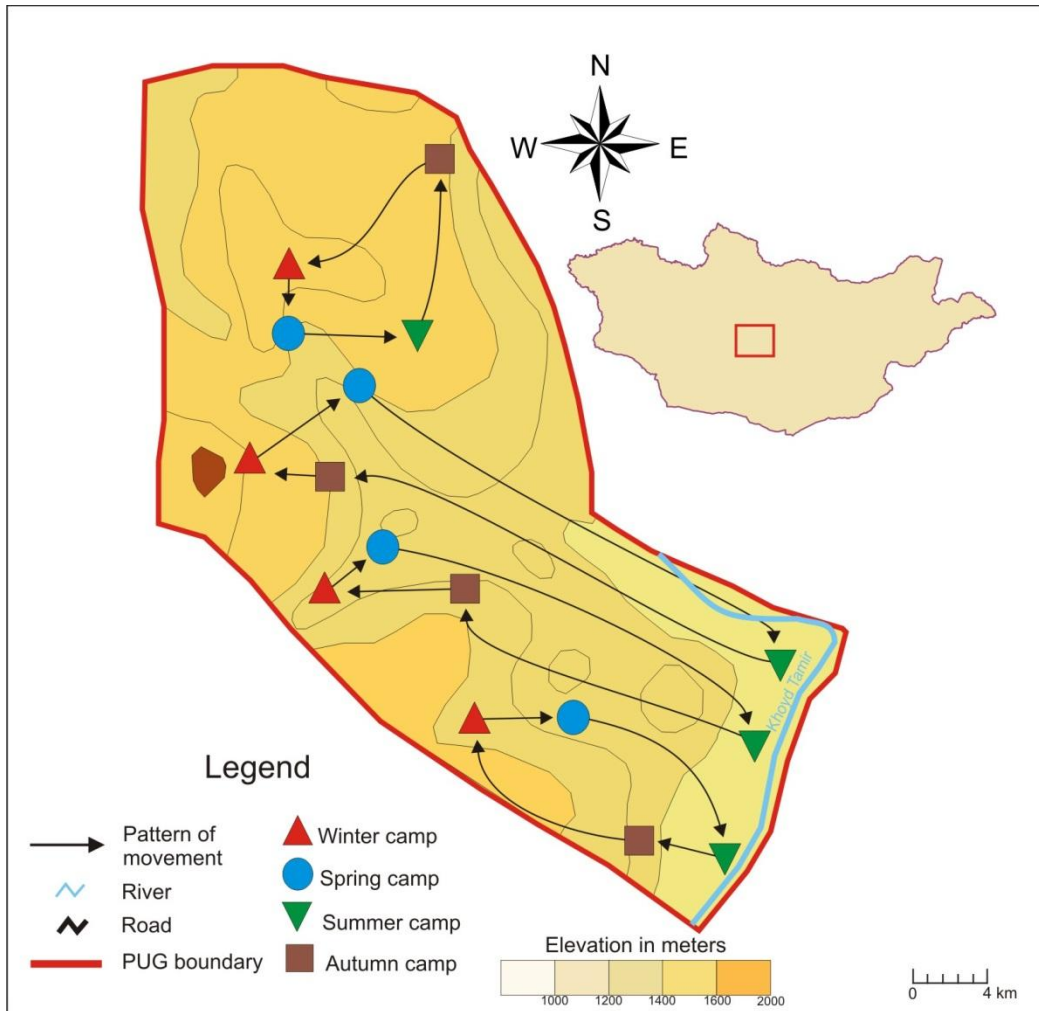 N
W
E
S
Khoyd Tamir
Legend
Pattern of
movement
River
Road
PUG boundary
Winter camp
Spring camp
Summer camp
Autumn camp
Elevation in meters
1000 1200 1400 1600 2000
0 4 km